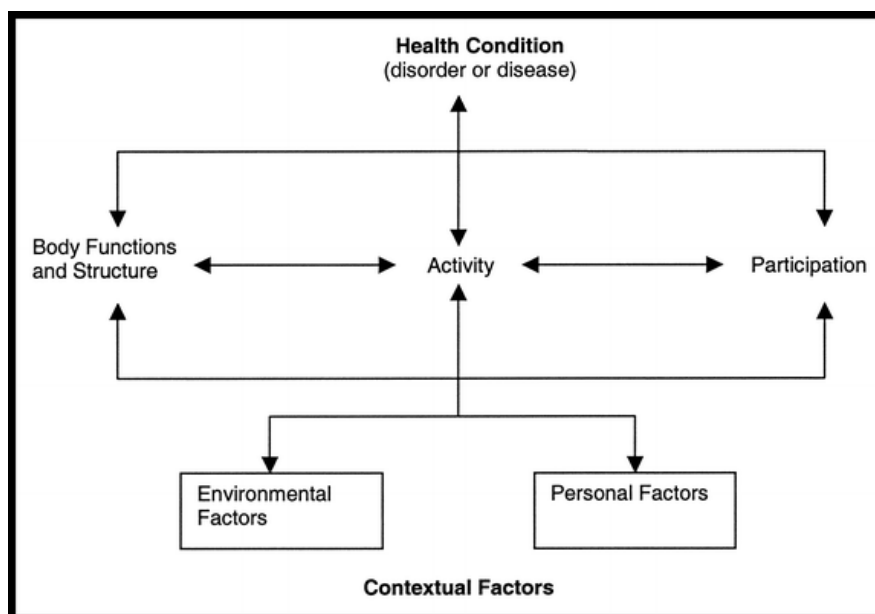 Health Condition
(disorder or disease)
Body Functions
and Structure
Activity
Participation
Environmental
Factors
Personal Factors
Contextual Factors